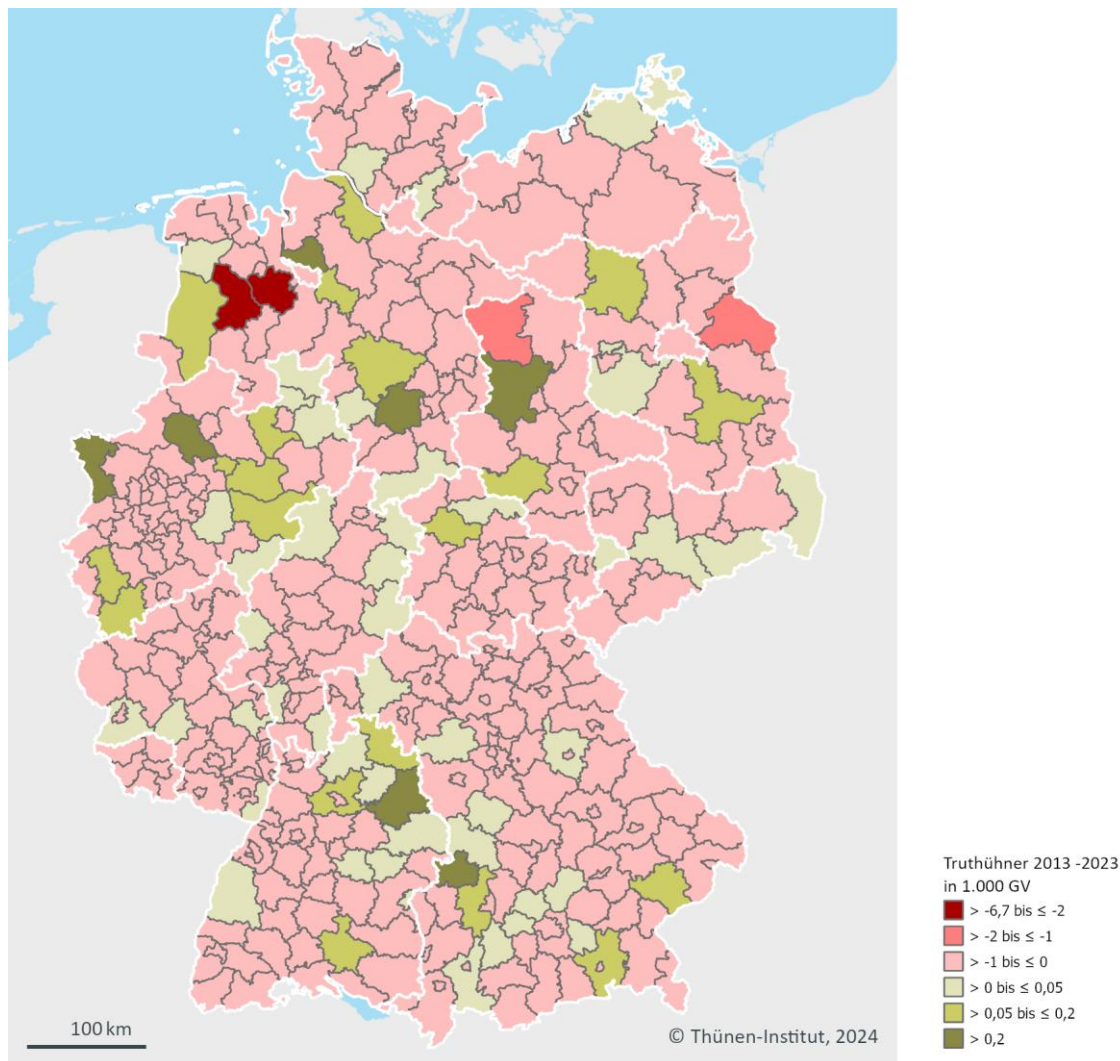 Truthühner 2013 -2023
in 1.000 GV
> -6,7 bis ≤ -2
> -2 bis ≤ -1
> -1 bis ≤ 0
> 0 bis ≤ 0,05
> 0,05 bis ≤ 0,2
> 0,2
100 km
© Thünen-Institut, 2024